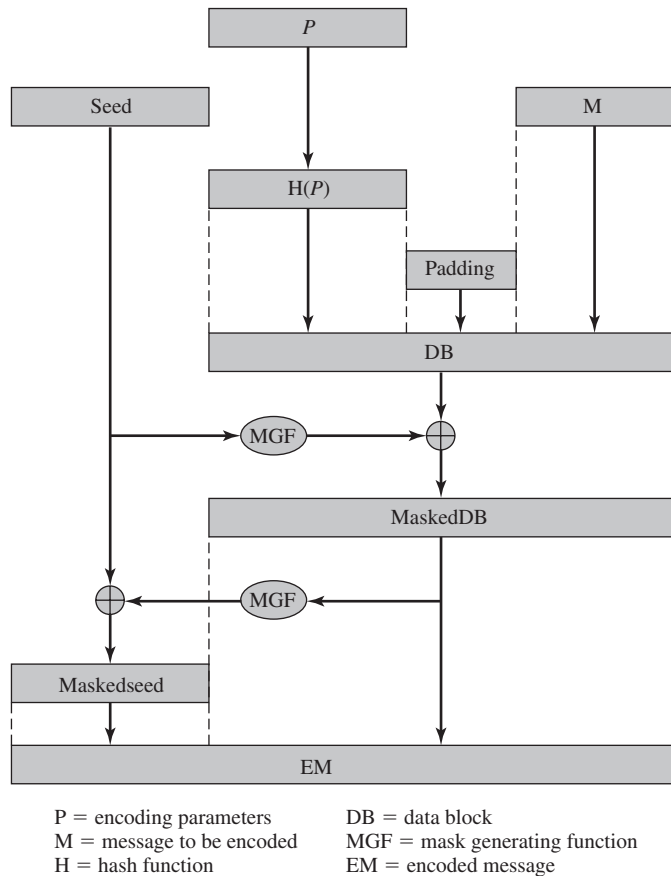 P
Seed
M
H(P)
Padding
DB
MGF
MaskedDB
MGF
Maskedseed
EM
P = encoding parameters
M = message to be encoded
H = hash function
DB = data block
MGF = mask generating function
EM = encoded message